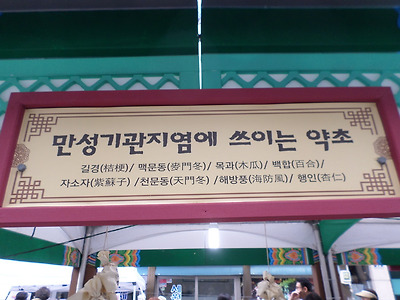 만성기관지염에 쓰이는 약초
길경(桔梗)/ 맥문동(麥門冬)/ 목과(木瓜)/ 백합(百合)/
자소자(紫蘇子) /천문동(天門冬) /해방풍(海防風)/ 행인(杏仁)